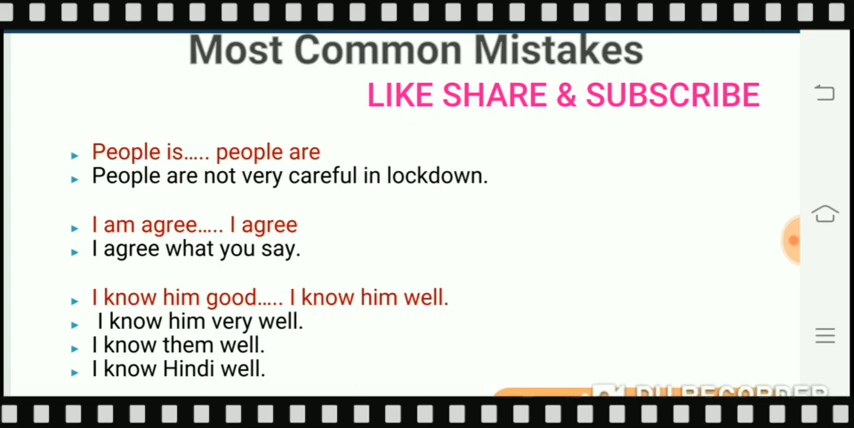 Most Common Mistakes
LIKE SHARE & SUBSCRIBE
People is..... people are
People are not very careful in lockdown.
I am agree..... I agree
I agree what you say.
I know him good..... I know him well.
I know him very well.
I know them well.
I know Hindi well.
DU RECORDER